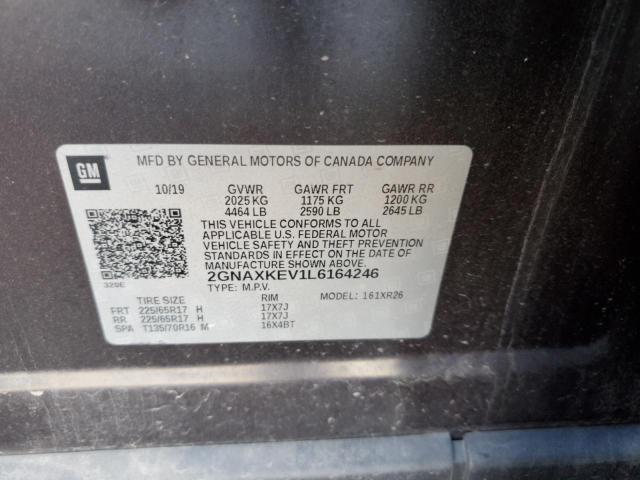 GM
MFD BY GENERAL MOTORS OF CANADA COMPANY
10/19 GVWR GAWR FRT GAWR RR
2025 KG 1175 KG 1200 KG
4464 LB 2590 LB 2645 LB
THIS VEHICLE CONFORMS TO ALL
APPLICABLE U.S. FEDERAL MOTOR
VEHICLE SAFETY AND THEFT PREVENTION
STANDARDS IN EFFECT ON THE DATE OF
MANUFACTURE SHOWN ABOVE.
2GNAXKEV1L6164246
320E TYPE: M.P.V.
TIRE SIZE RIM MODEL: 161XR26
FRT 225/65R17 H 17X7J
RR 225/65R17 H 17X7J
SPA T135/70R16 M 16X4BT